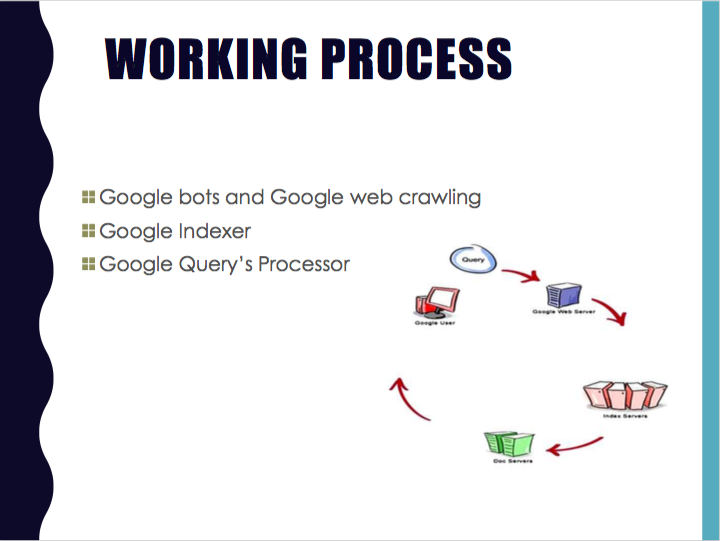 WORKING PROCESS
Google bots and Google web crawling
Google Indexer
Google Query's Processor
Query
Google User
Google Web Server
Index Servers
Doc Servers